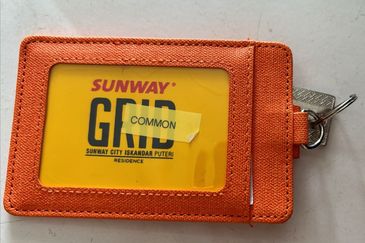 SUNWAY®
GRID
COMMON
SUNWAY CITY ISKANDAR PUTERI
RESIDENCE